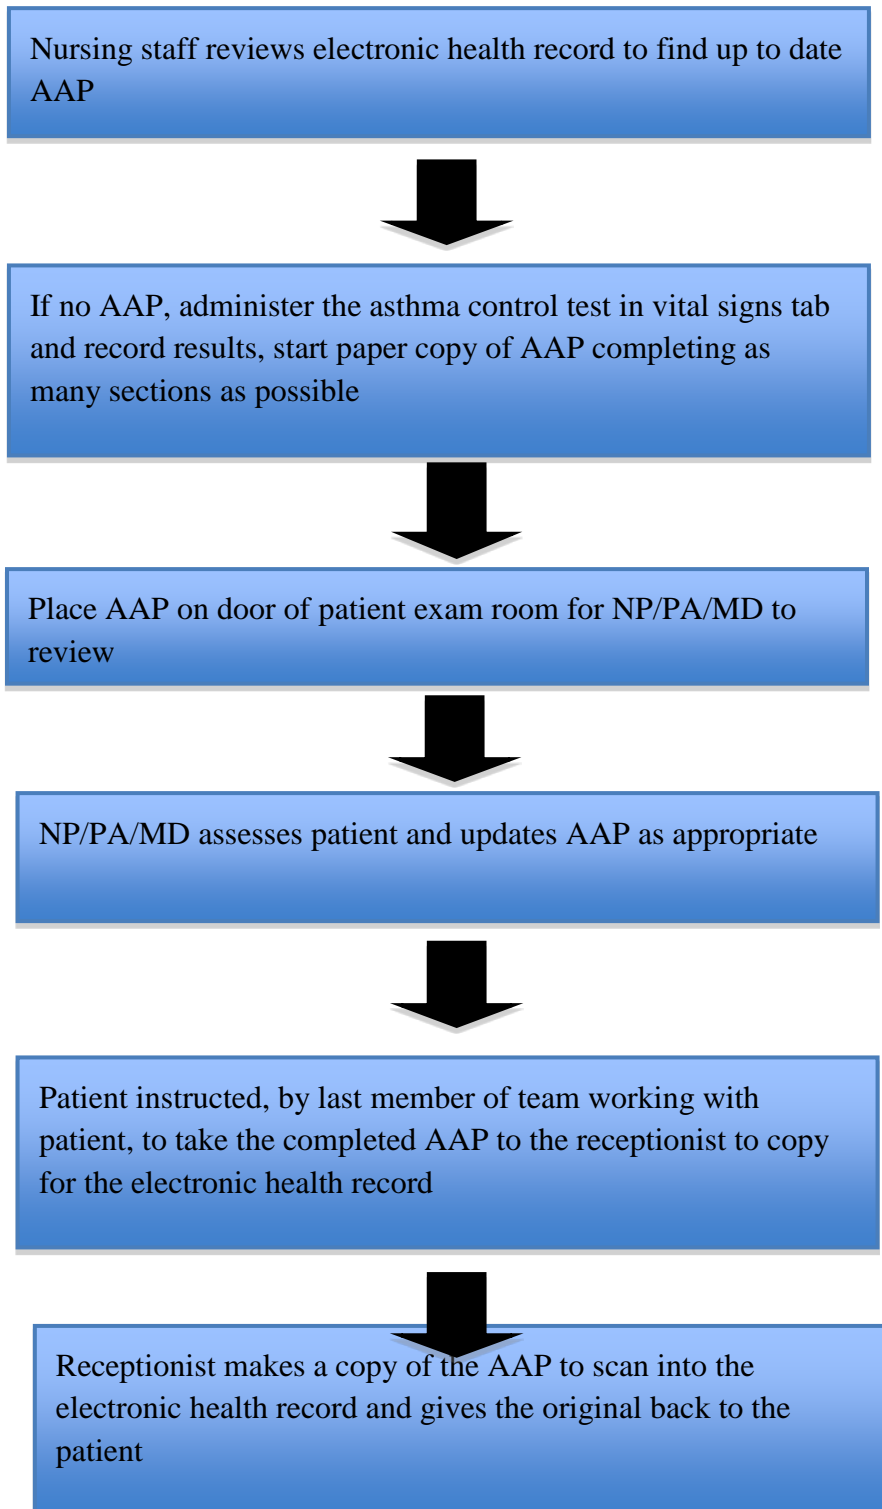 Nursing staff reviews electronic health record to find up to date
AAP
If no AAP, administer the asthma control test in vital signs tab
and record results, start paper copy of AAP completing as
many sections as possible
Place AAP on door of patient exam room for NP/PA/MD to
review
NP/PA/MD assesses patient and updates AAP as appropriate
Patient instructed, by last member of team working with
patient, to take the completed AAP to the receptionist to copy
for the electronic health record
Receptionist makes a copy of the AAP to scan into the
electronic health record and gives the original back to the
patient